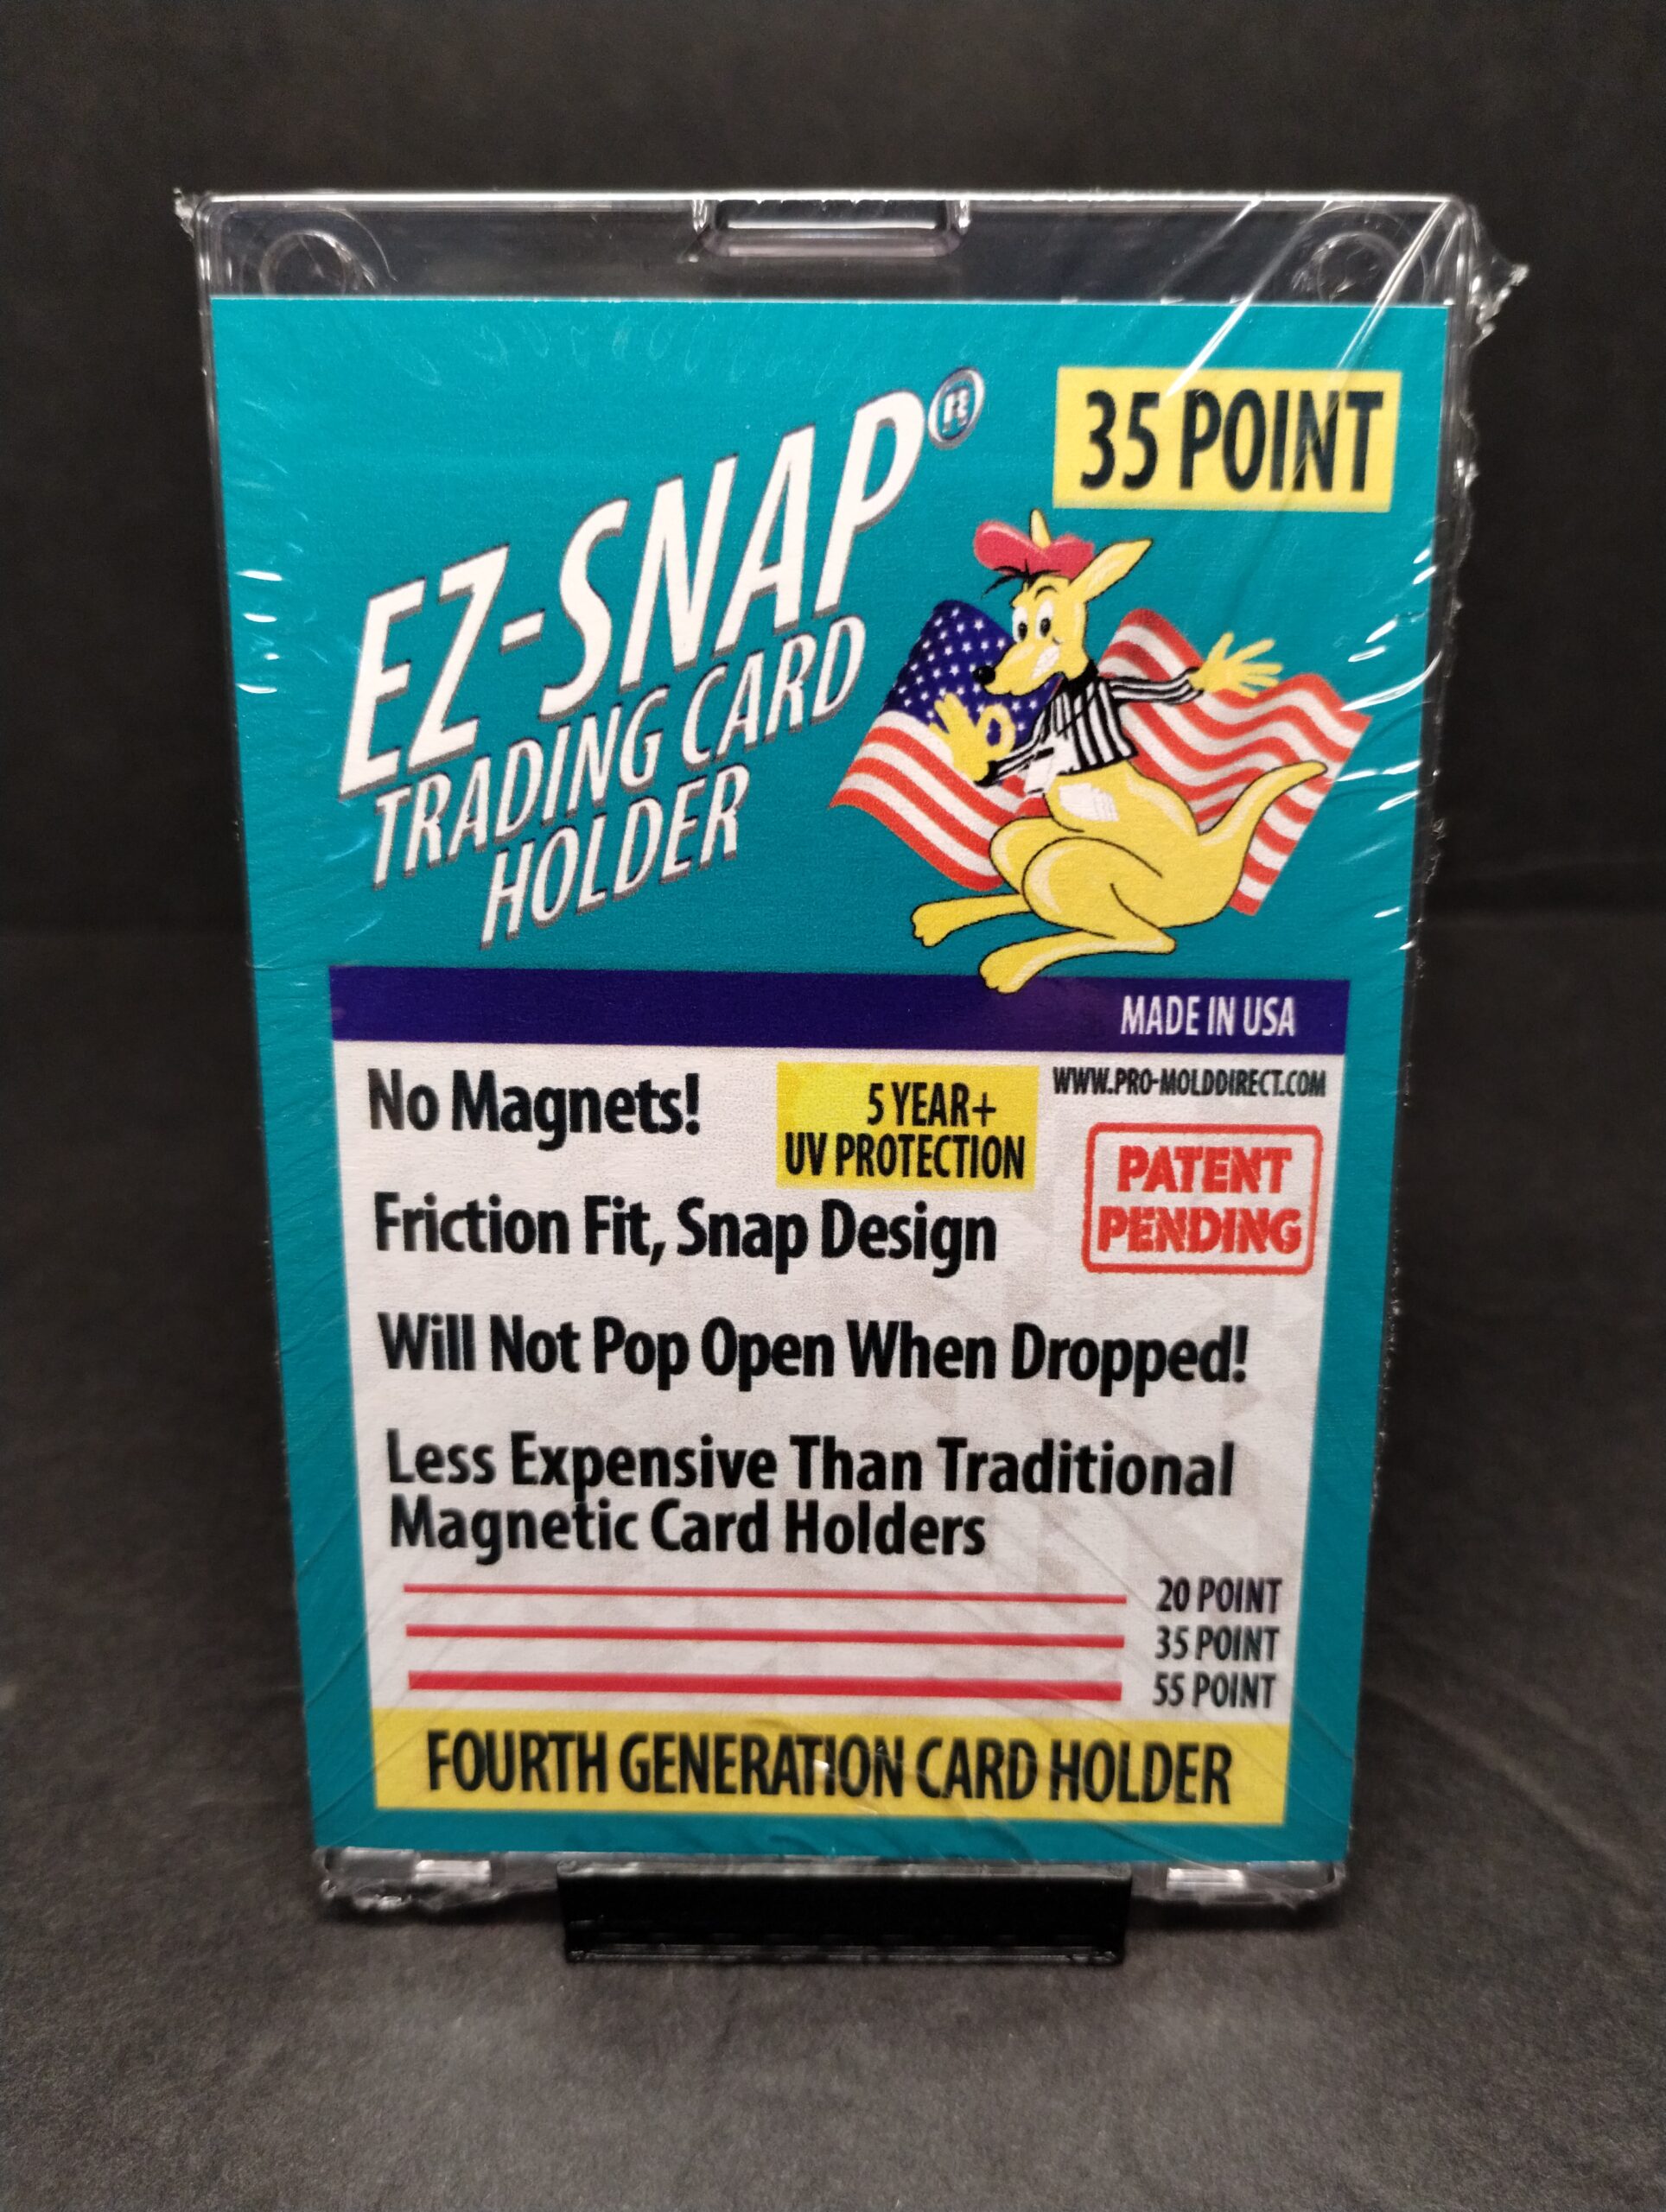 35 POINT
EZ-SNAP®
TRADING CARD
HOLDER
MADE IN USA
No Magnets!
5 YEAR+
UV PROTECTION
WWW.PRO-MOLDDIRECT.COM
PATENT
PENDING
Friction Fit, Snap Design
Will Not Pop Open When Dropped!
Less Expensive Than Traditional
Magnetic Card Holders
20 POINT
35 POINT
55 POINT
FOURTH GENERATION CARD HOLDER